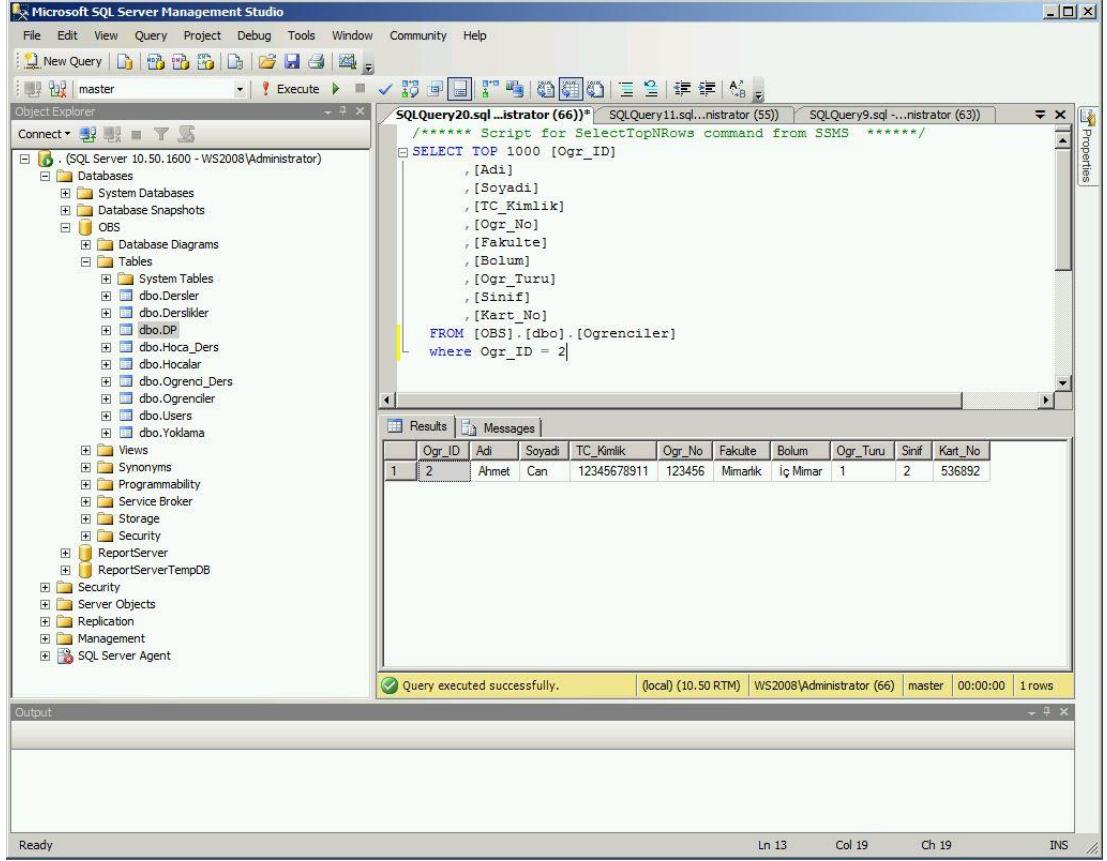 Microsoft SQL Server Management Studio
File Edit View Query Project Debug Tools Window Community Help
New Query
master Execute
Object Explorer
Connect
. (SQL Server 10.50.1600 - WS2008\Administrator)
Databases
System Databases
Database Snapshots
OBS
Database Diagrams
Tables
System Tables
dbo.Dersler
dbo.Derslikler
dbo.DP
dbo.Hoca_Ders
dbo.Hocalar
dbo.Ogrenci_Ders
dbo.Ogrenciler
dbo.Users
dbo.Yoklama
Views
Synonyms
Programmability
Service Broker
Storage
Security
ReportServer
ReportServerTempDB
Security
Server Objects
Replication
Management
SQL Server Agent
SQLQuery20.sql ...istrator (66))* SQLQuery11.sql...nistrator (55)) SQLQuery9.sql -...nistrator (63))
/****** Script for SelectTopNRows command from SSMS ******/
SELECT TOP 1000 [Ogr_ID]
,[Adi]
,[Soyadi]
,[TC_Kimlik]
,[Ogr_No]
,[Fakulte]
,[Bolum]
,[Ogr_Turu]
,[Sinif]
,[Kart_No]
FROM [OBS].[dbo].[Ogrenciler]
where Ogr_ID = 2
Properties
Results Messages
Ogr_ID Adi Soyadi TC_Kimlik Ogr_No Fakulte Bolum Ogr_Turu Sinif Kart_No
1 2 Ahmet Can 12345678911 123456 Mimarlık İç Mimar 1 2 536892
Query executed successfully. (local) (10.50 RTM) WS2008\Administrator (66) master 00:00:00 1 rows
Output
Ready Ln 13 Col 19 Ch 19 INS